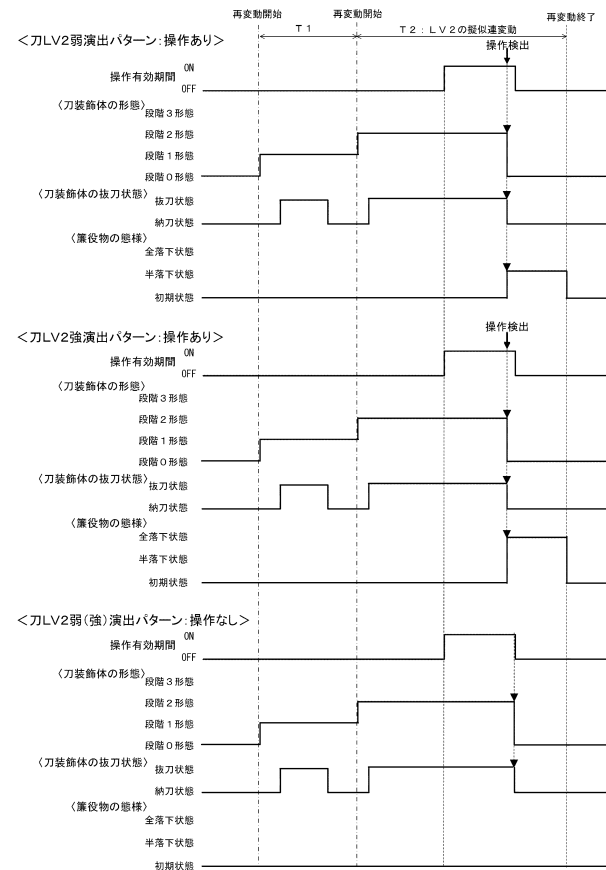 再変動開始 再変動開始 再変動終了
Ｔ１ Ｔ２：ＬＶ２の擬似連変動
＜刀ＬＶ２弱演出パターン：操作あり＞
操作検出
操作有効期間 ON
OFF
〈刀装飾体の形態〉
段階３形態
段階２形態
段階１形態
段階０形態
〈刀装飾体の抜刀状態〉
抜刀状態
納刀状態
〈簾役物の態様〉
全落下状態
半落下状態
初期状態
＜刀ＬＶ２強演出パターン：操作あり＞
操作検出
操作有効期間 ON
OFF
〈刀装飾体の形態〉
段階３形態
段階２形態
段階１形態
段階０形態
〈刀装飾体の抜刀状態〉
抜刀状態
納刀状態
〈簾役物の態様〉
全落下状態
半落下状態
初期状態
＜刀ＬＶ２弱（強）演出パターン：操作なし＞
操作有効期間 ON
OFF
〈刀装飾体の形態〉
段階３形態
段階２形態
段階１形態
段階０形態
〈刀装飾体の抜刀状態〉
抜刀状態
納刀状態
〈簾役物の態様〉
全落下状態
半落下状態
初期状態